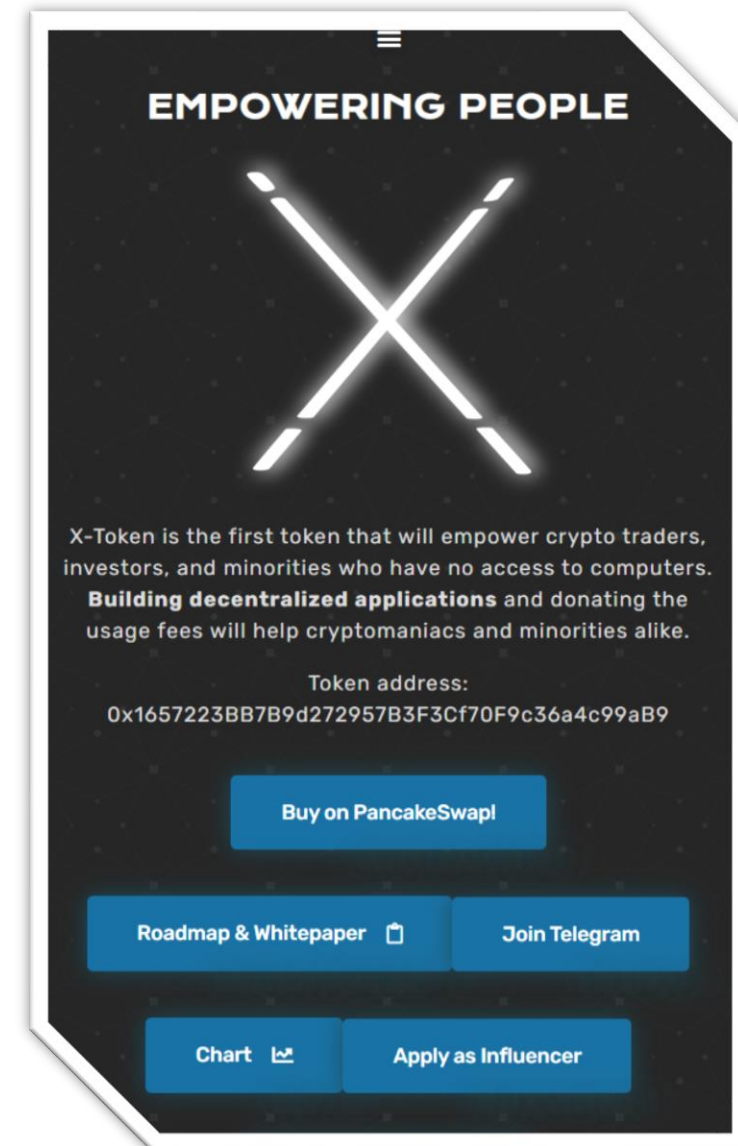 EMPOWERING PEOPLE
X-Token is the first token that will empower crypto traders,
investors, and minorities who have no access to computers.
Building decentralized applications and donating the
usage fees will help cryptomaniacs and minorities alike.
Token address:
0x1657223BB7B9d272957B3F3Cf70F9c36a4c99aB9
Buy on PancakeSwap!
Roadmap & Whitepaper
Join Telegram
Chart
Apply as Influencer